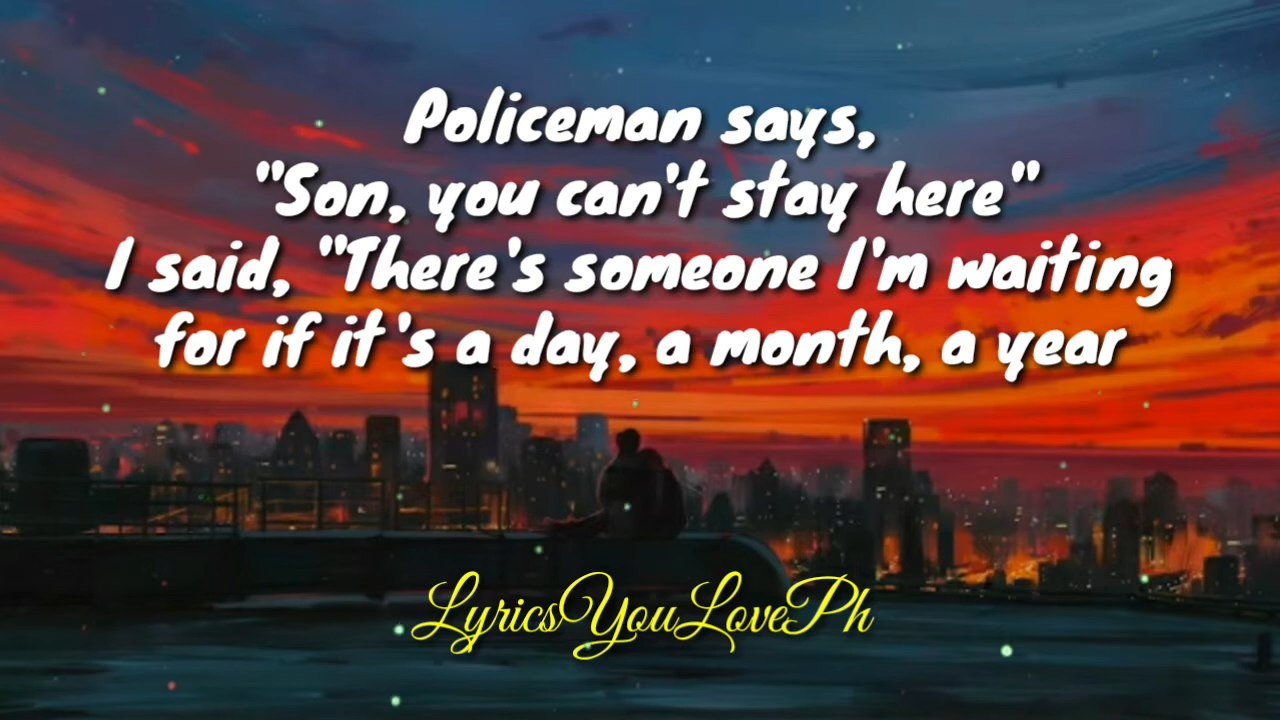 Policeman says,
"Son, you can't stay here"
I said, "There's someone I'm waiting
for if it's a day, a month, a year
LyricsYouLovePh